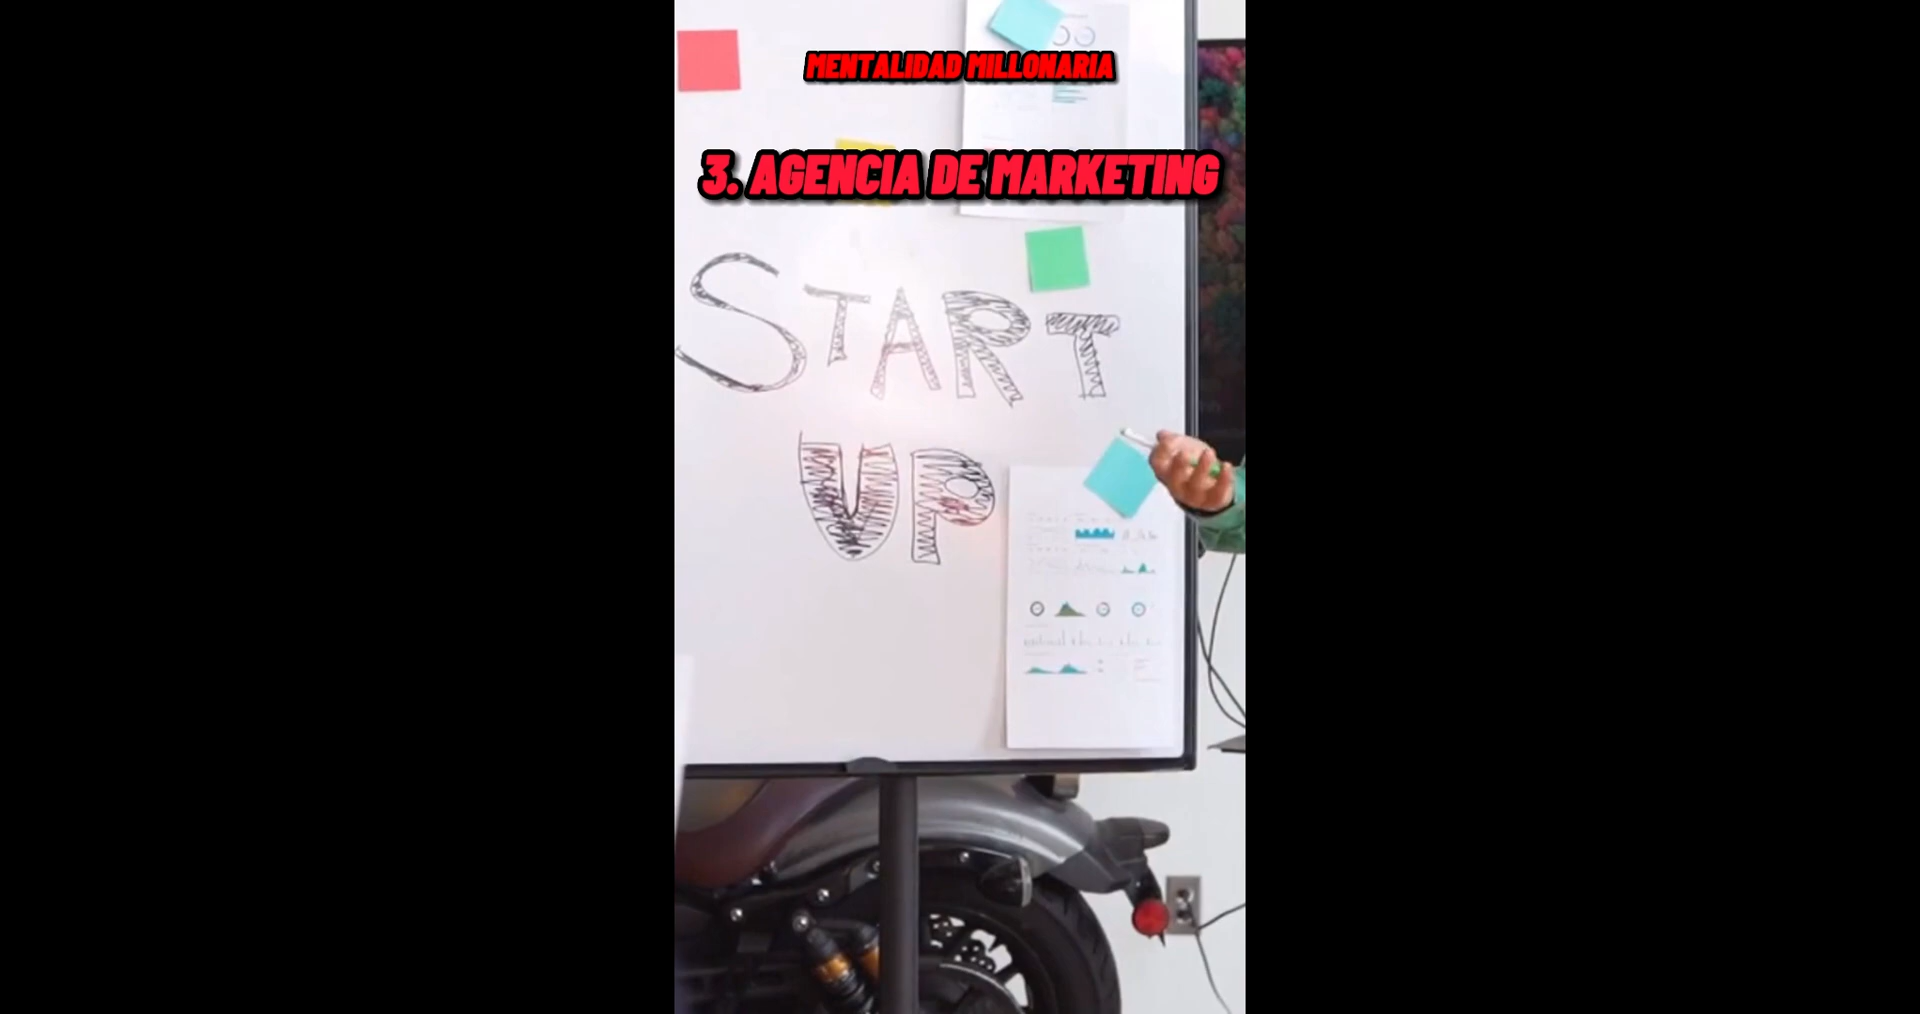 MENTALIDAD MILLONARIA
3. AGENCIA DE MARKETING
START
UP